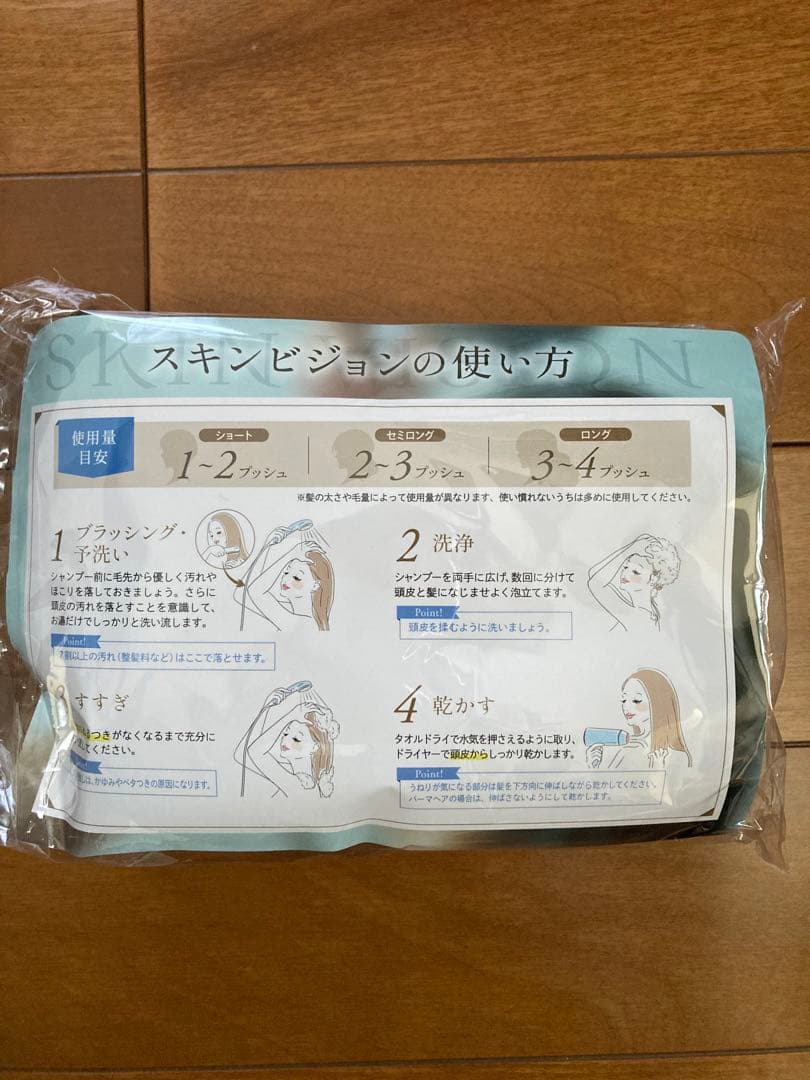 SKIN VISION
スキンビジョンの使い方
使用量
目安
ショート
1~2プッシュ
セミロング
2~3プッシュ
ロング
3~4プッシュ
※髪の太さや毛量によって使用量が異なります、使い慣れないうちは多めに使用してください。
1 ブラッシング・
予洗い
シャンプー前に毛先から優しく汚れや
ほこりを落しておきましょう。さらに
頭皮の汚れを落とすことを意識して、
お湯だけでしっかりと洗い流します。
Point!
7割以上の汚れ(整髪料など)はここで落とせます。
2 洗浄
シャンプーを両手に広げ、数回に分けて
頭皮と髪になじませよく泡立てます。
Point!
頭皮を揉むように洗いましょう。
すすぎ
るつきがなくなるまで充分に
してください。
しは、かゆみやベタつきの原因になります。
4 乾かす
タオルドライで水気を押さえるように取り、
ドライヤーで頭皮からしっかり乾かします。
Point!
うねりが気になる部分は髪を下方向に伸ばしながら乾かしてください。
パーマヘアの場合は、伸ばさないようにして乾かします。